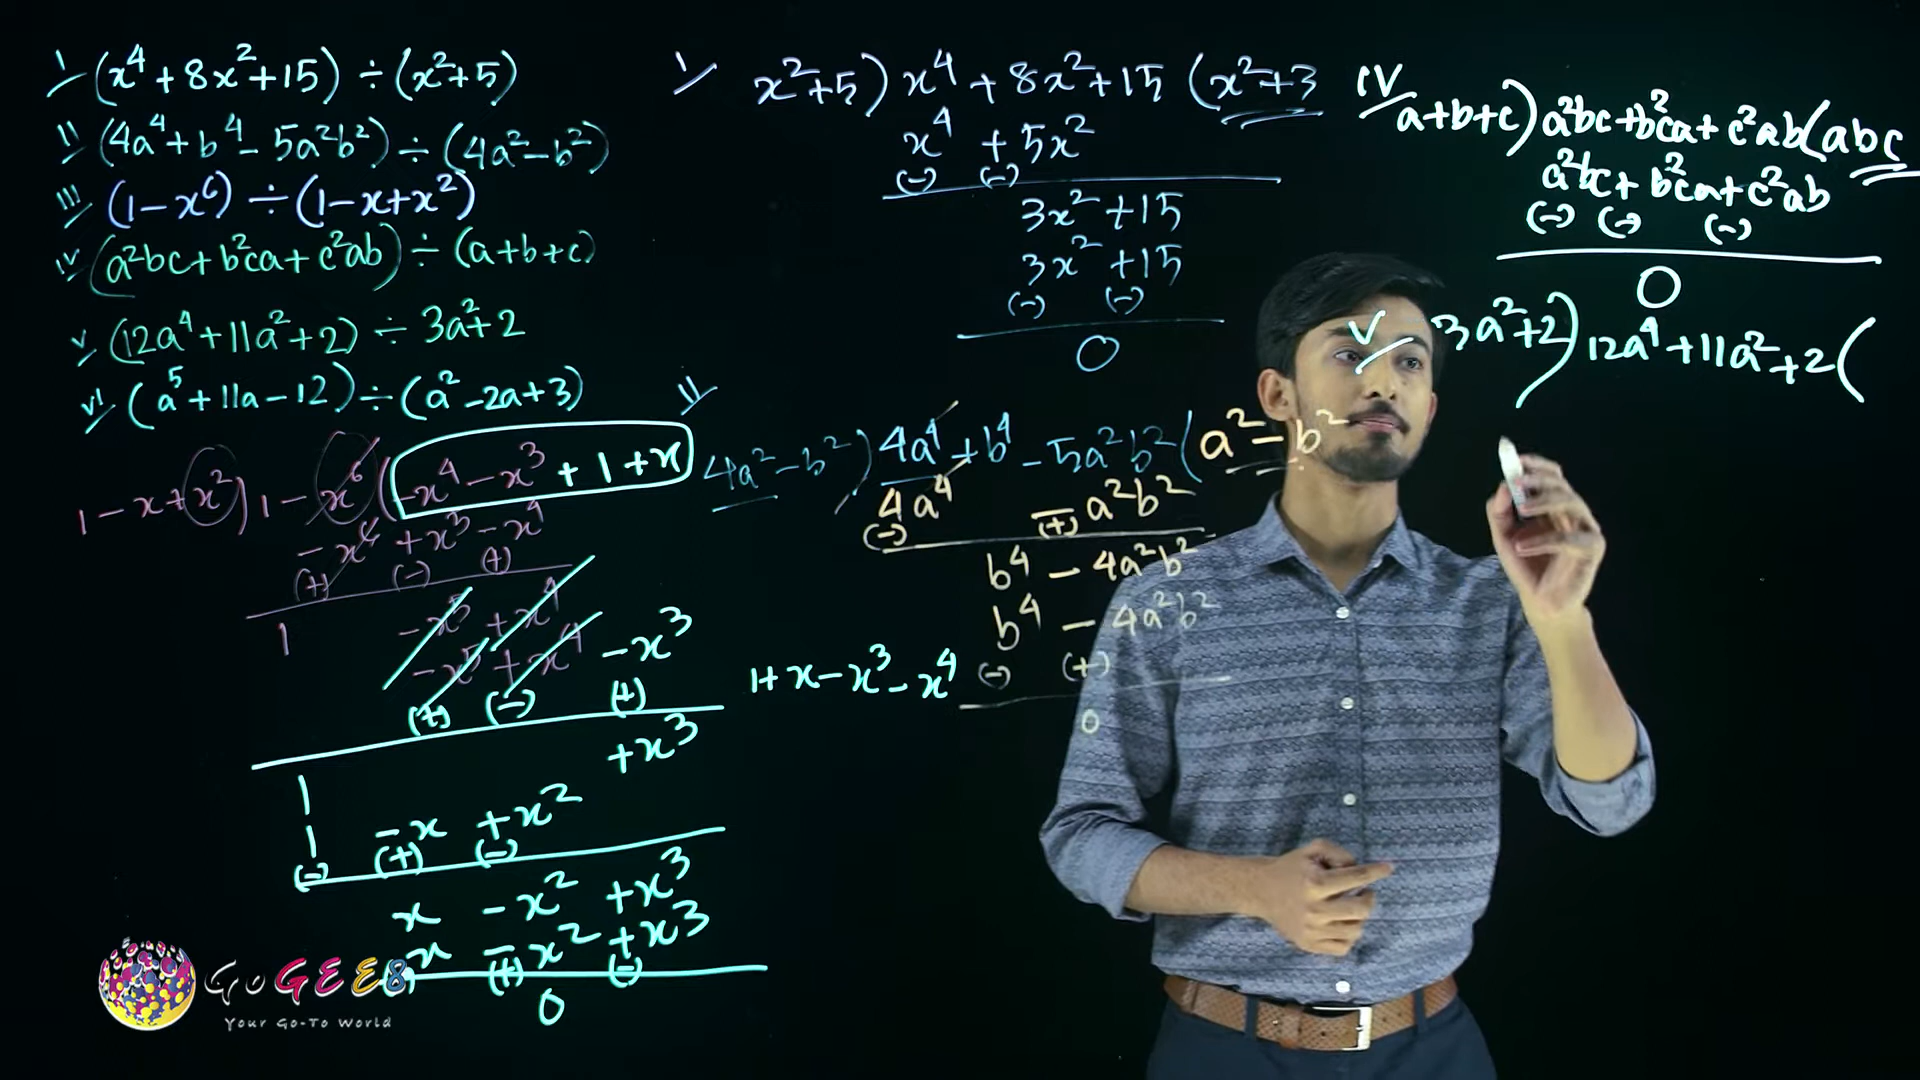 I (x⁴+8x²+15) ÷ (x²+5)
II (4a⁴+b⁴-5a²b²) ÷ (4a²-b²)
III (1-x⁶) ÷ (1-x+x²)
IV (a²bc+b²ca+c²ab) ÷ (a+b+c)
V (12a⁴+11a²+2) ÷ 3a²+2
VI (a⁵+11a-12) ÷ (a²-2a+3)
1-x+x²) 1-x⁶ (-x⁴-x³+1+x
-x⁶ +x⁵ -x⁴
(+) (-) (+)
1 -x⁵ +x⁴
-x⁵ +x⁴ -x³
(+) (-) (+)
1 +x³
1 -x +x²
(-) (+) (-)
x -x² +x³
x -x² +x³
(+) (-)
0
1+x-x³-x⁴
I x²+5) x⁴+8x²+15 (x²+3
x⁴ +5x²
(-) (-)
3x²+15
3x² +15
(-) (-)
0
II
4a²-b²) 4a⁴+b⁴-5a²b² (a²-b²
4a⁴ -a²b²
(-) (+)
b⁴-4a²b²
b⁴-4a²b²
(-) (+)
0
IV a+b+c) a²bc+b²ca+c²ab (abc
a²bc+b²ca+c²ab
(-) (-) (-)
0
V 3a²+2) 12a⁴+11a²+2 (
GoGEE8
Your Go-To World